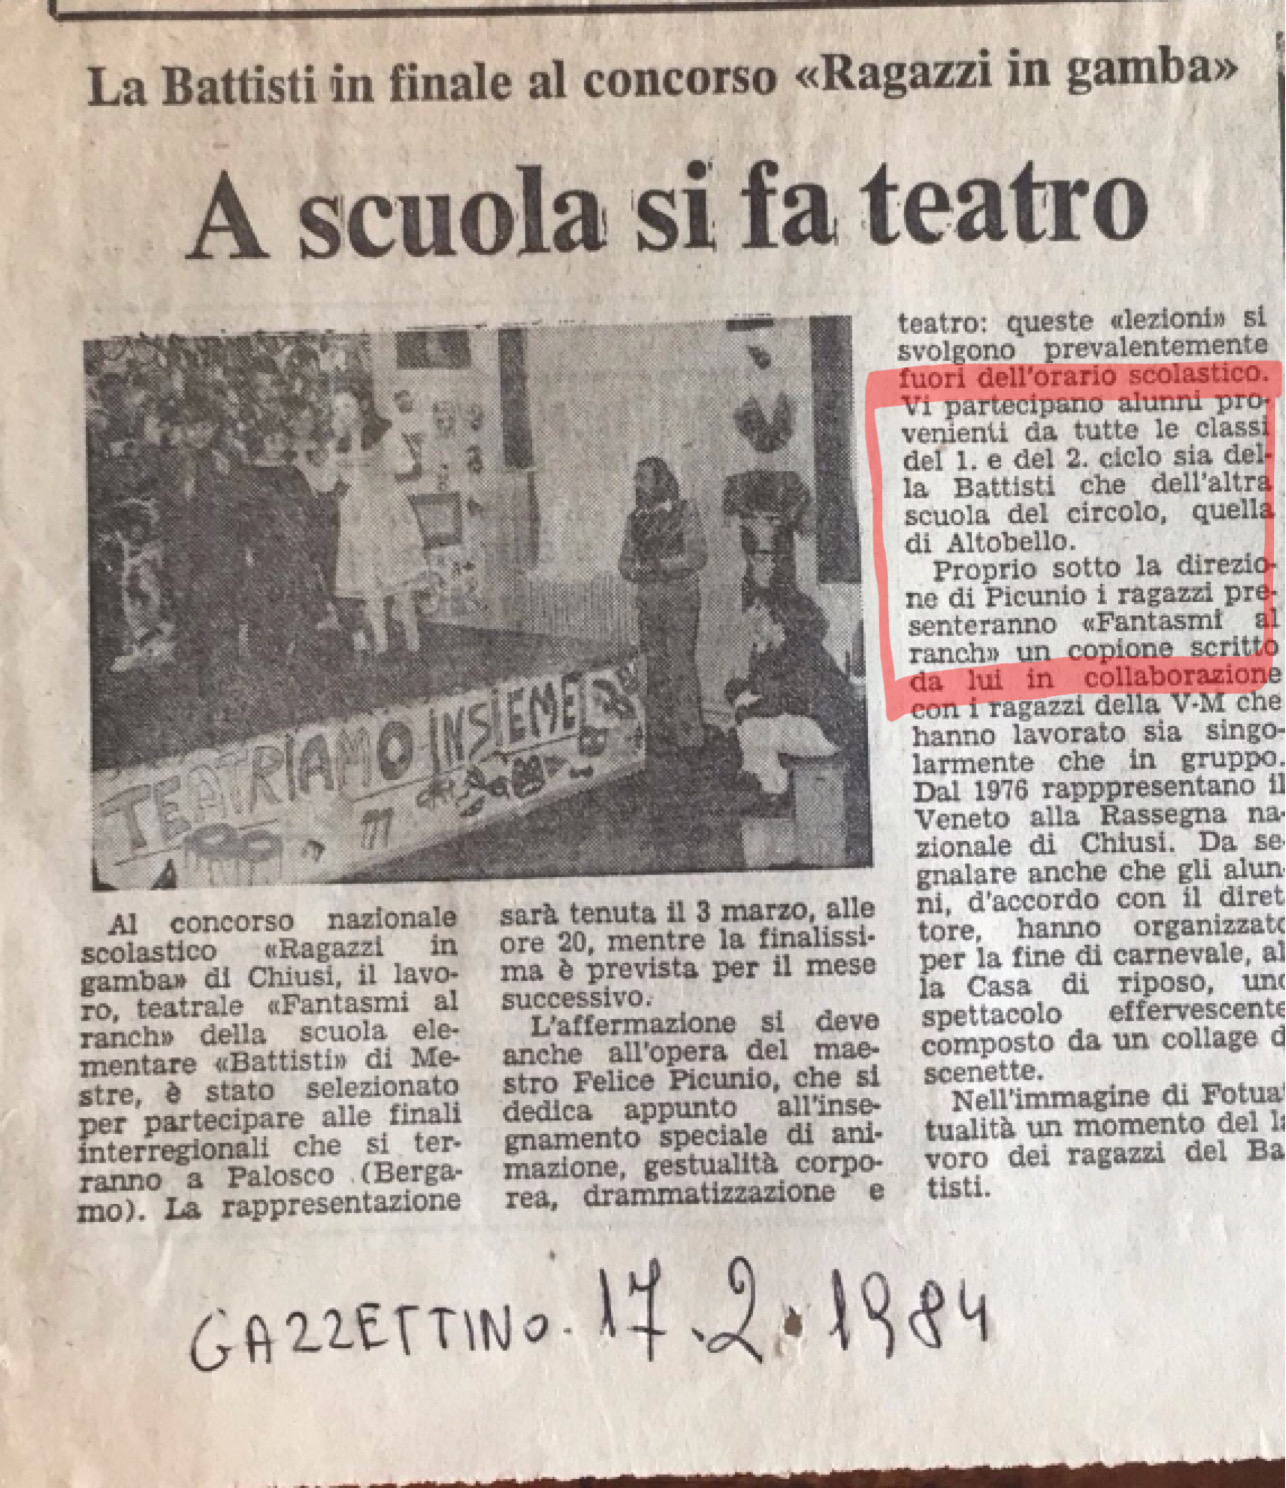 La Battisti in finale al concorso «Ragazzi in gamba»
A scuola si fa teatro
TEATRIAMO INSIEME
Al concorso nazionale
scolastico «Ragazzi in
gamba» di Chiusi, il lavo-
ro, teatrale «Fantasmi al
ranch» della scuola ele-
mentare «Battisti» di Me-
stre, è stato selezionato
per partecipare alle finali
interregionali che si ter-
ranno a Palosco (Berga-
mo). La rappresentazione
sarà tenuta il 3 marzo, alle
ore 20, mentre la finalissi-
ma è prevista per il mese
successivo.
L'affermazione si deve
anche all'opera del mae-
stro Felice Picunio, che si
dedica appunto all'inse-
gnamento speciale di ani-
mazione, gestualità corpo-
rea, drammatizzazione e
teatro: queste «lezioni» si
svolgono prevalentemente
fuori dell'orario scolastico.
Vi partecipano alunni pro-
venienti da tutte le classi
del 1. e del 2. ciclo sia del-
la Battisti che dell'altra
scuola del circolo, quella
di Altobello.
Proprio sotto la direzio-
ne di Picunio i ragazzi pre-
senteranno «Fantasmi al
ranch» un copione scritto
da lui in collaborazione
con i ragazzi della V-M che
hanno lavorato sia singo-
larmente che in gruppo.
Dal 1976 rapppresentano il
Veneto alla Rassegna na-
zionale di Chiusi. Da se-
gnalare anche che gli alun-
ni, d'accordo con il diret
tore, hanno organizzato
per la fine di carnevale, al
la Casa di riposo, uno
spettacolo effervescente
composto da un collage d
scenette.
Nell'immagine di Fotoat
tualità un momento del la
voro dei ragazzi del Ba
tisti.
GAZZETTINO. 17.2.1984